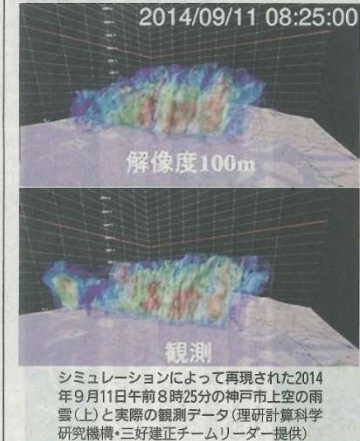 2014/09/11 08:25:00
解像度100m
観測
シミュレーションによって再現された2014
年9月11日午前8時25分の神戸市上空の雨
雲(上)と実際の観測データ(理研計算科学
研究機構・三好建正チームリーダー提供)